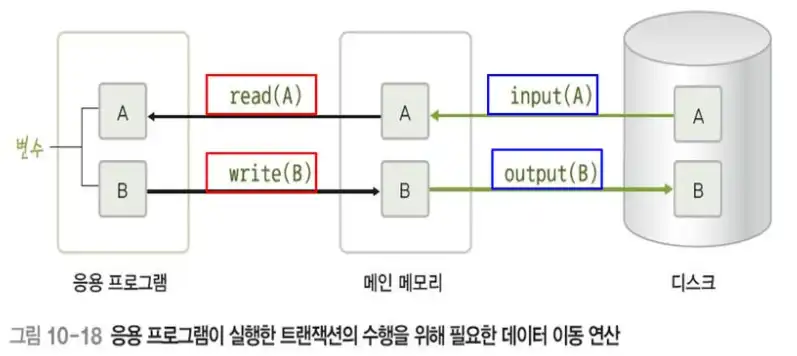 read(A)
input(A)
A
A
A
변수
write(B)
output(B)
B
B
B
응용 프로그램
메인 메모리
디스크
그림 10-18 응용 프로그램이 실행한 트랜잭션의 수행을 위해 필요한 데이터 이동 연산